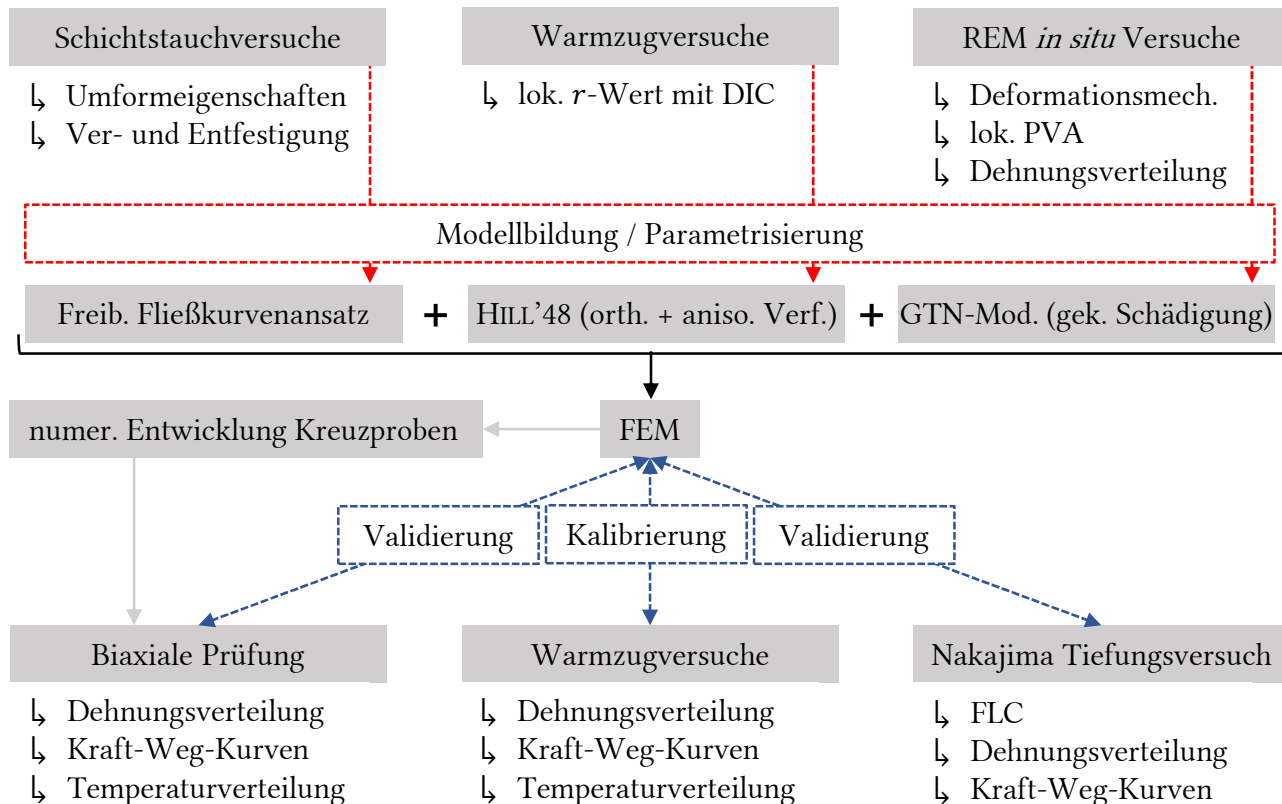 Schichtstauchversuche
↳ Umformeigenschaften
↳ Ver- und Entfestigung
Warmzugversuche
↳ lok. r-Wert mit DIC
REM in situ Versuche
↳ Deformationsmech.
↳ lok. PVA
↳ Dehnungsverteilung
Modellbildung / Parametrisierung
Freib. Fließkurvenansatz
+
HILL’48 (orth. + aniso. Verf.)
+
GTN-Mod. (gek. Schädigung)
numer. Entwicklung Kreuzproben
FEM
Validierung
Kalibrierung
Validierung
Biaxiale Prüfung
↳ Dehnungsverteilung
↳ Kraft-Weg-Kurven
↳ Temperaturverteilung
Warmzugversuche
↳ Dehnungsverteilung
↳ Kraft-Weg-Kurven
↳ Temperaturverteilung
Nakajima Tiefungsversuch
↳ FLC
↳ Dehnungsverteilung
↳ Kraft-Weg-Kurven